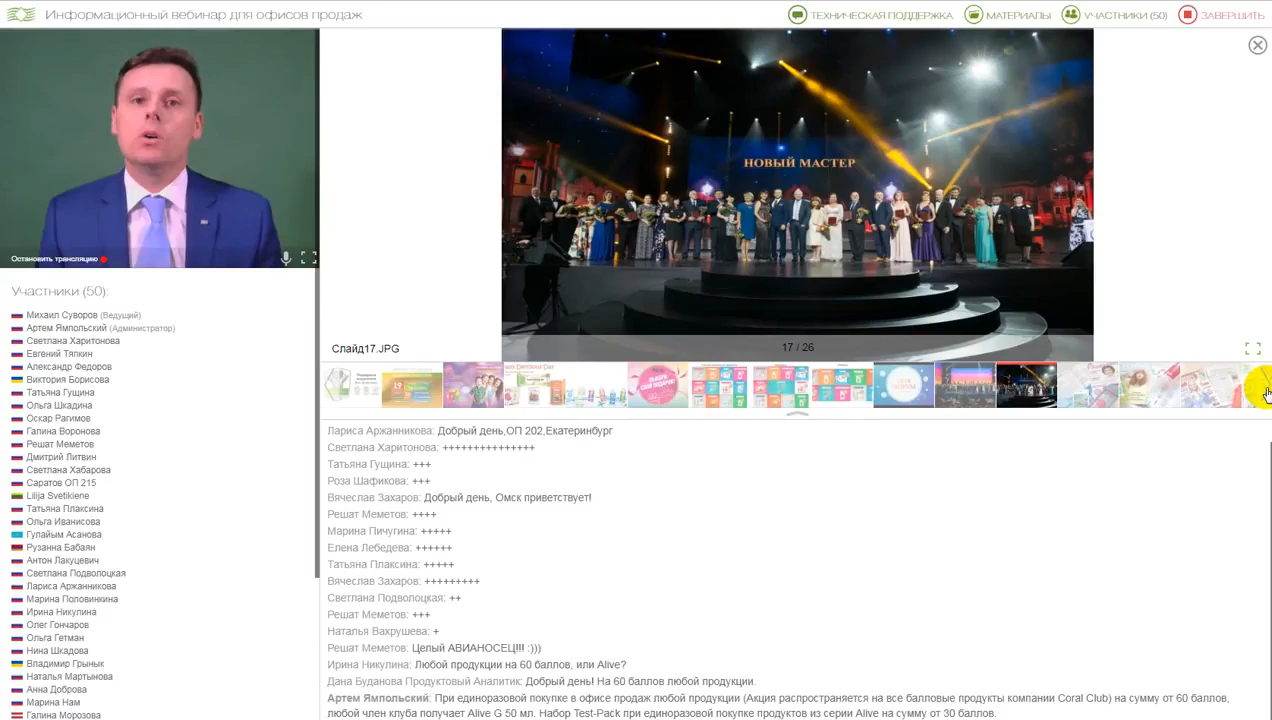 Информационный вебинар для офисов продаж
ТЕХНИЧЕСКАЯ ПОДДЕРЖКА
МАТЕРИАЛЫ
УЧАСТНИКИ (50)
ЗАВЕРШИТЬ
НОВЫЙ МАСТЕР
Остановить трансляцию
Слайд17.JPG
17 / 26
Участники (50):
Михаил Суворов (Ведущий)
Артем Ямпольский (Администратор)
Светлана Харитонова
Евгений Тяпкин
Александр Федоров
Виктория Борисова
Татьяна Гущина
Ольга Шкадина
Оскар Рагимов
Галина Воронова
Решат Меметов
Дмитрий Литвин
Светлана Хабарова
Саратов ОП 215
Lilija Svetikiene
Татьяна Плаксина
Ольга Иванисова
Гулайым Асанова
Рузанна Бабаян
Антон Лакуцевич
Светлана Подволоцкая
Лариса Аржанникова
Марина Половинкина
Ирина Никулина
Олег Гончаров
Ольга Гетман
Нина Шкадова
Владимир Грынык
Наталья Мартынова
Анна Доброва
Марина Нам
Галина Морозова
Лариса Аржанникова: Добрый день,ОП 202,Екатеринбург
Светлана Харитонова: +++++++++++++++
Татьяна Гущина: +++
Роза Шафикова: +++
Вячеслав Захаров: Добрый день, Омск приветствует!
Решат Меметов: ++++
Марина Пичугина: +++++
Елена Лебедева: ++++++
Татьяна Плаксина: +++++
Вячеслав Захаров: +++++++++
Светлана Подволоцкая: ++
Решат Меметов: +++
Наталья Вахрушева: +
Решат Меметов: Целый АВИАНОСЕЦ!!! :)))
Ирина Никулина: Любой продукции на 60 баллов, или Alive?
Дана Буданова Продуктовый Аналитик: Добрый день! На 60 баллов любой продукции.
Артем Ямпольский: При единоразовой покупке в офисе продаж любой продукции (Акция распространяется на все балловые продукты компании Coral Club) на сумму от 60 баллов,
любой член клуба получает Alive G 50 мл. Набор Test-Pack при единоразовой покупке продуктов из серии Alive на сумму от 30 баллов.